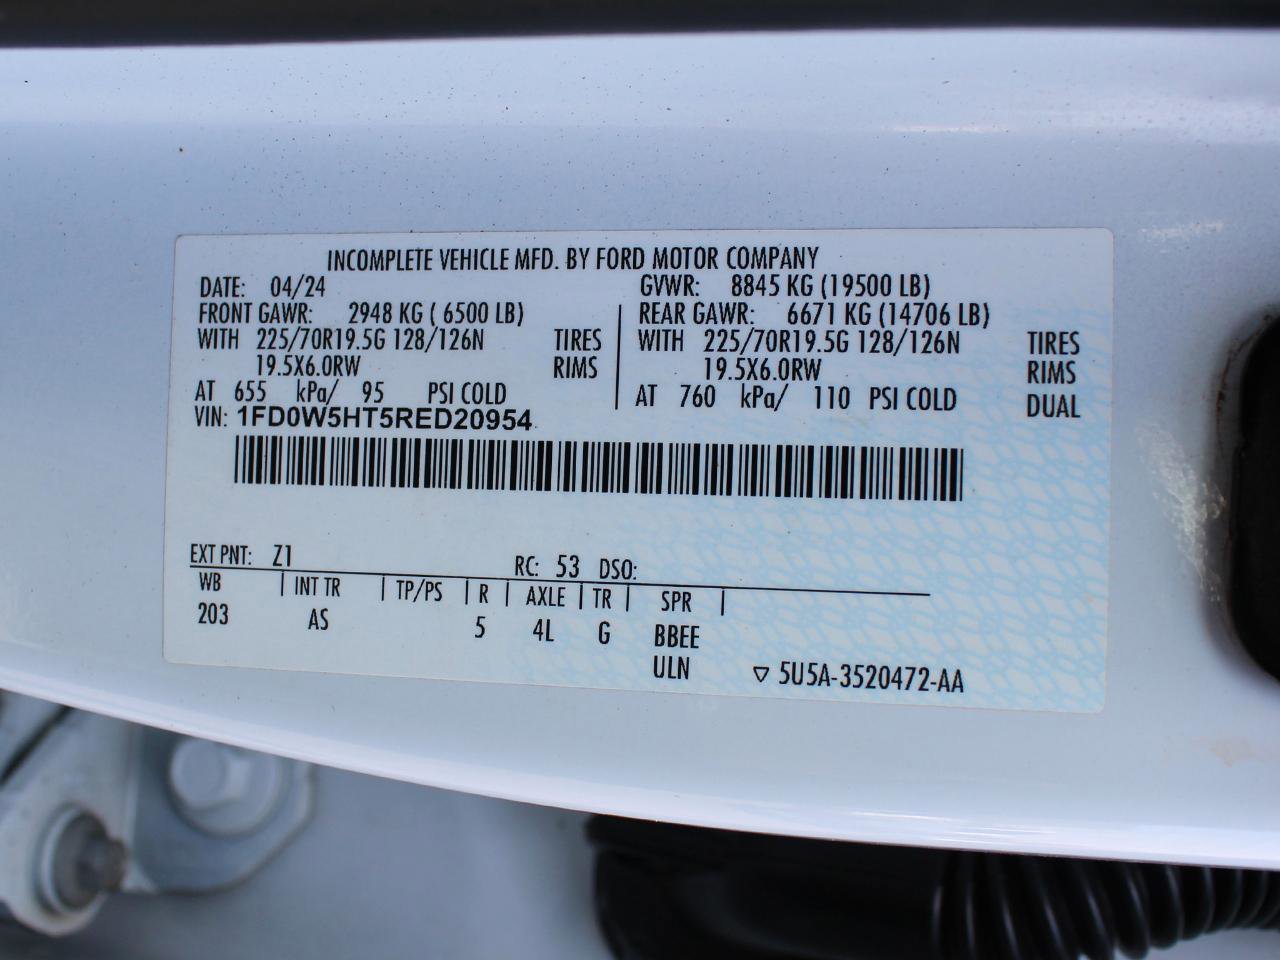 INCOMPLETE VEHICLE MFD. BY FORD MOTOR COMPANY
DATE: 04/24 GVWR: 8845 KG (19500 LB)
FRONT GAWR: 2948 KG ( 6500 LB) REAR GAWR: 6671 KG (14706 LB)
WITH 225/70R19.5G 128/126N TIRES WITH 225/70R19.5G 128/126N TIRES
19.5X6.0RW RIMS 19.5X6.0RW RIMS
AT 655 kPa/ 95 PSI COLD AT 760 kPa/ 110 PSI COLD DUAL
VIN: 1FD0W5HT5RED20954
EXT PNT: Z1 RC: 53 DSO:
WB | INT TR | TP/PS | R | AXLE | TR | SPR |
203 AS 5 4L G BBEE
ULN ▽ 5U5A-3520472-AA